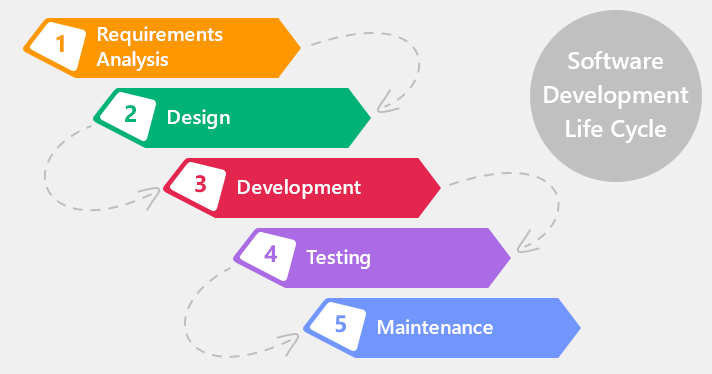 1
Requirements
Analysis
2
Design
3
Development
4
Testing
5
Maintenance
Software
Development
Life Cycle